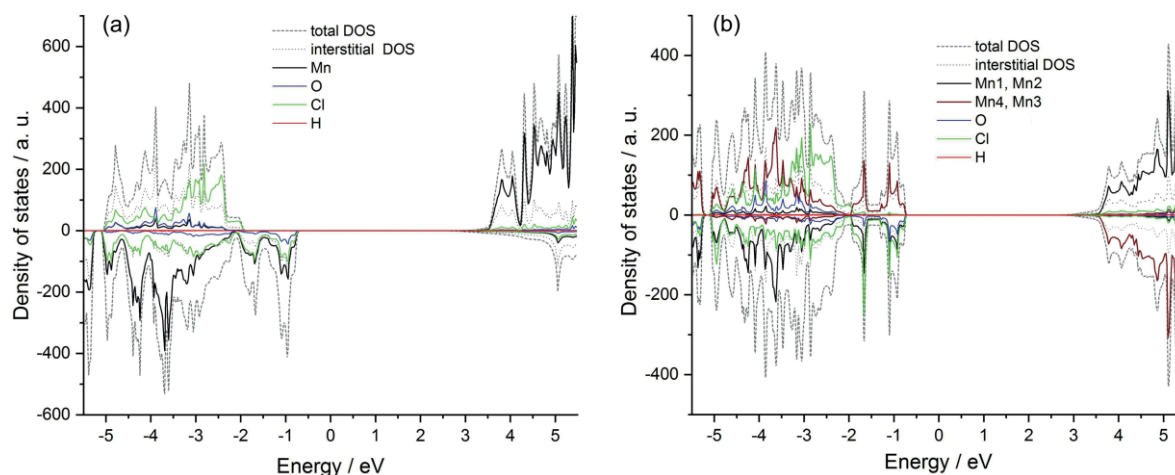 (a)
total DOS
interstitial DOS
Mn
O
Cl
H
Density of states / a. u.
600
400
200
0
-200
-400
-600
-5 -4 -3 -2 -1 0 1 2 3 4 5
Energy / eV
(b)
total DOS
interstitial DOS
Mn1, Mn2
Mn4, Mn3
O
Cl
H
Density of states / a. u.
400
200
0
-200
-400
-5 -4 -3 -2 -1 0 1 2 3 4 5
Energy / eV